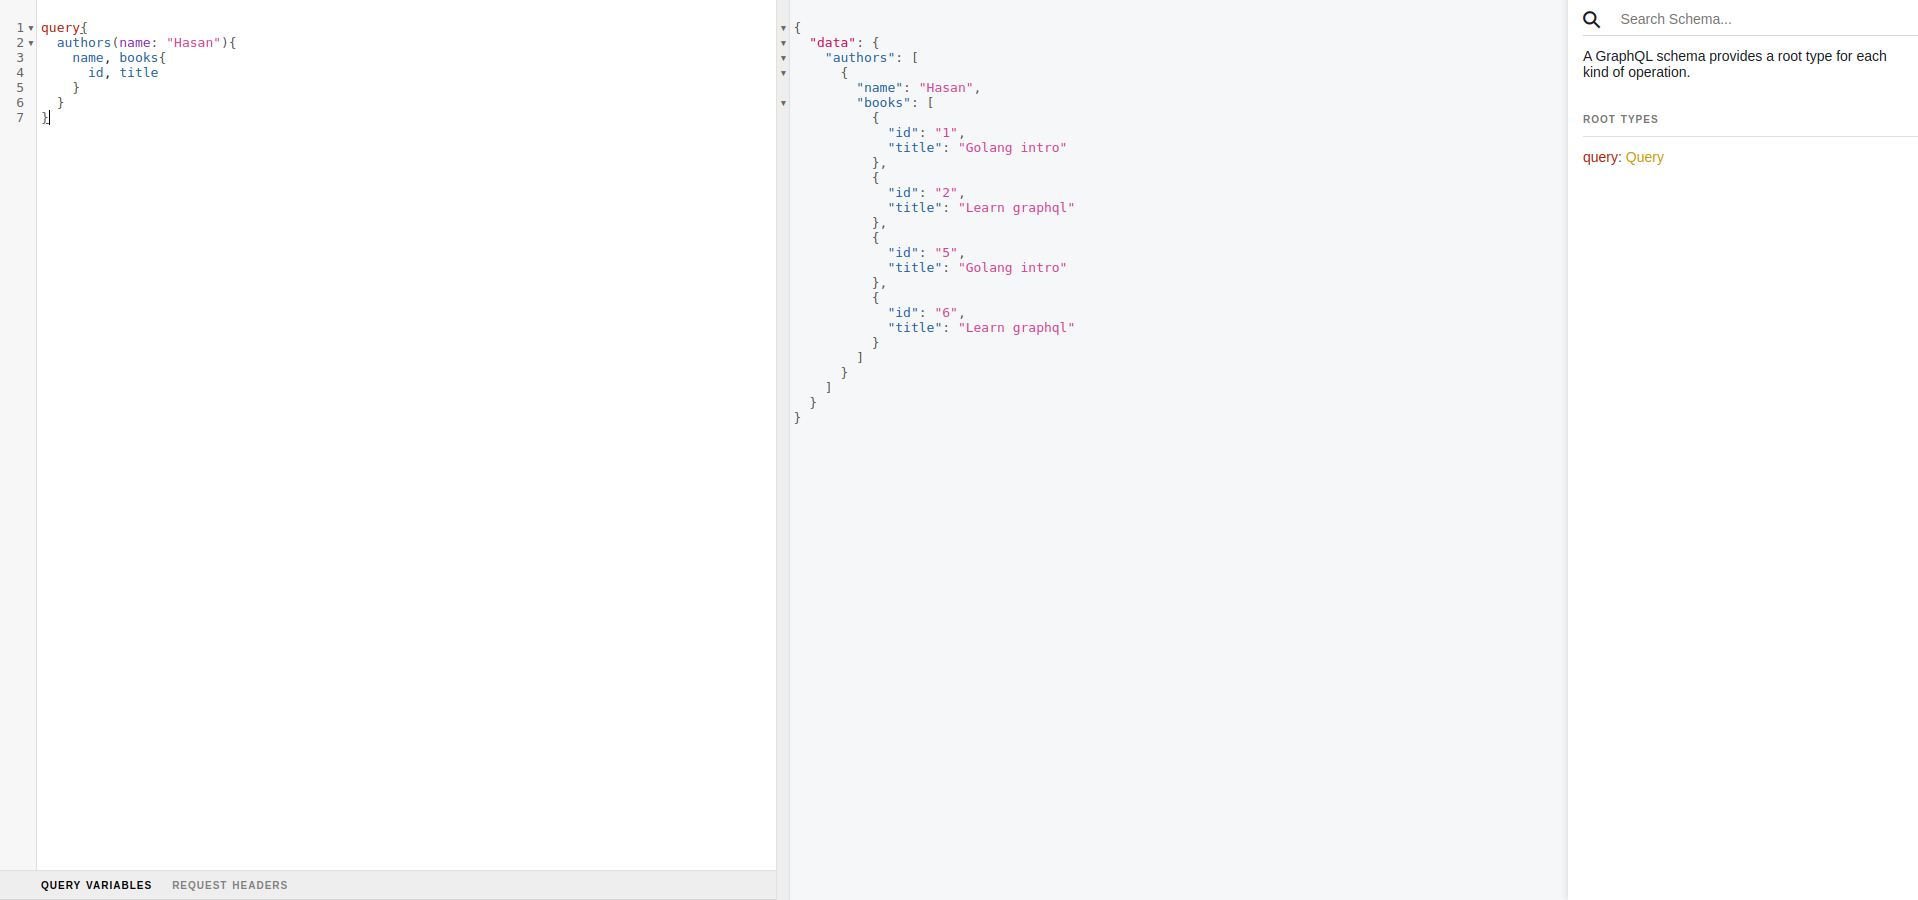 1 ▾ query{
2 ▾   authors(name: "Hasan"){
3     name, books{
4       id, title
5     }
6   }
7 }
QUERY VARIABLES REQUEST HEADERS
▾ {
▾   "data": {
▾     "authors": [
▾       {
          "name": "Hasan",
▾         "books": [
            {
              "id": "1",
              "title": "Golang intro"
            },
            {
              "id": "2",
              "title": "Learn graphql"
            },
            {
              "id": "5",
              "title": "Golang intro"
            },
            {
              "id": "6",
              "title": "Learn graphql"
            }
          ]
        }
      ]
    }
  }
Search Schema...
A GraphQL schema provides a root type for each
kind of operation.
ROOT TYPES
query: Query